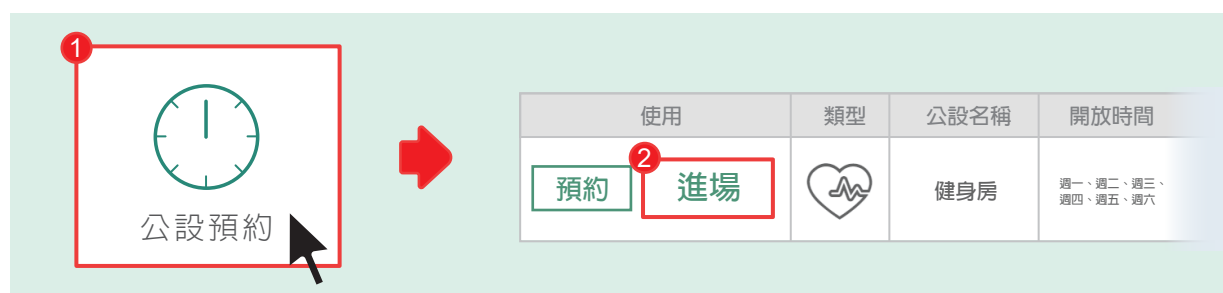 1
公設預約
使用
類型
公設名稱
開放時間
預約
2
進場
健身房
週一、週二、週三、
週四、週五、週六